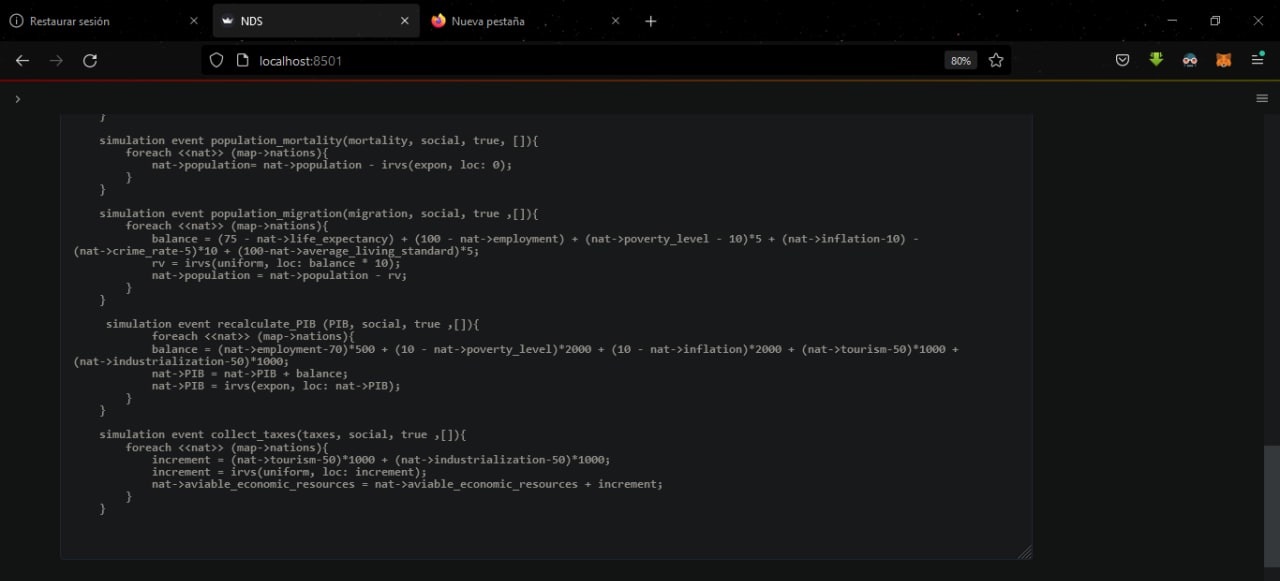 Restaurar sesión
NDS
Nueva pestaña
localhost:8501
80%
}
simulation event population_mortality(mortality, social, true, []){
foreach <<nat>> (map->nations){
nat->population= nat->population - irvs(expon, loc: 0);
}
}
simulation event population_migration(migration, social, true ,[]){
foreach <<nat>> (map->nations){
balance = (75 - nat->life_expectancy) + (100 - nat->employment) + (nat->poverty_level - 10)*5 + (nat->inflation-10) -
(nat->crime_rate-5)*10 + (100-nat->average_living_standard)*5;
rv = irvs(uniform, loc: balance * 10);
nat->population = nat->population - rv;
}
}
simulation event recalculate_PIB (PIB, social, true ,[]){
foreach <<nat>> (map->nations){
balance = (nat->employment-70)*500 + (10 - nat->poverty_level)*2000 + (10 - nat->inflation)*2000 + (nat->tourism-50)*1000 +
(nat->industrialization-50)*1000;
nat->PIB = nat->PIB + balance;
nat->PIB = irvs(expon, loc: nat->PIB);
}
}
simulation event collect_taxes(taxes, social, true ,[]){
foreach <<nat>> (map->nations){
increment = (nat->tourism-50)*1000 + (nat->industrialization-50)*1000;
increment = irvs(uniform, loc: increment);
nat->aviable_economic_resources = nat->aviable_economic_resources + increment;
}
}